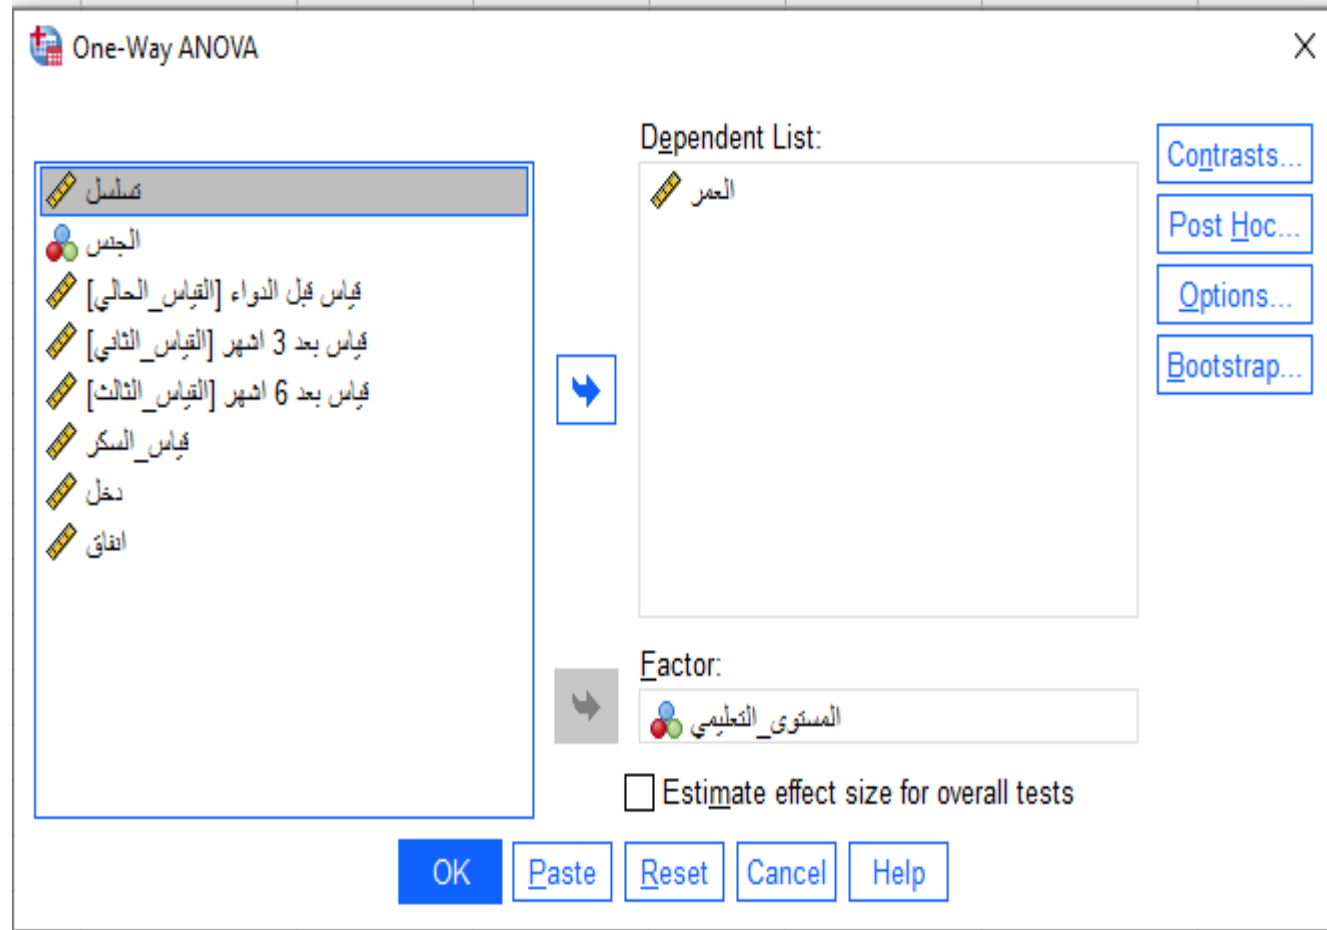 One-Way ANOVA
تسلسل
الجنس
قياس قبل الدواء [القياس_الحالي]
قياس بعد 3 اشهر [القياس_الثاني]
قياس بعد 6 اشهر [القياس_الثالث]
قياس_السكر
دخل
انفاق
Dependent List:
العمر
Factor:
المستوى_التعليمي
Estimate effect size for overall tests
Contrasts...
Post Hoc...
Options...
Bootstrap...
OK
Paste
Reset
Cancel
Help